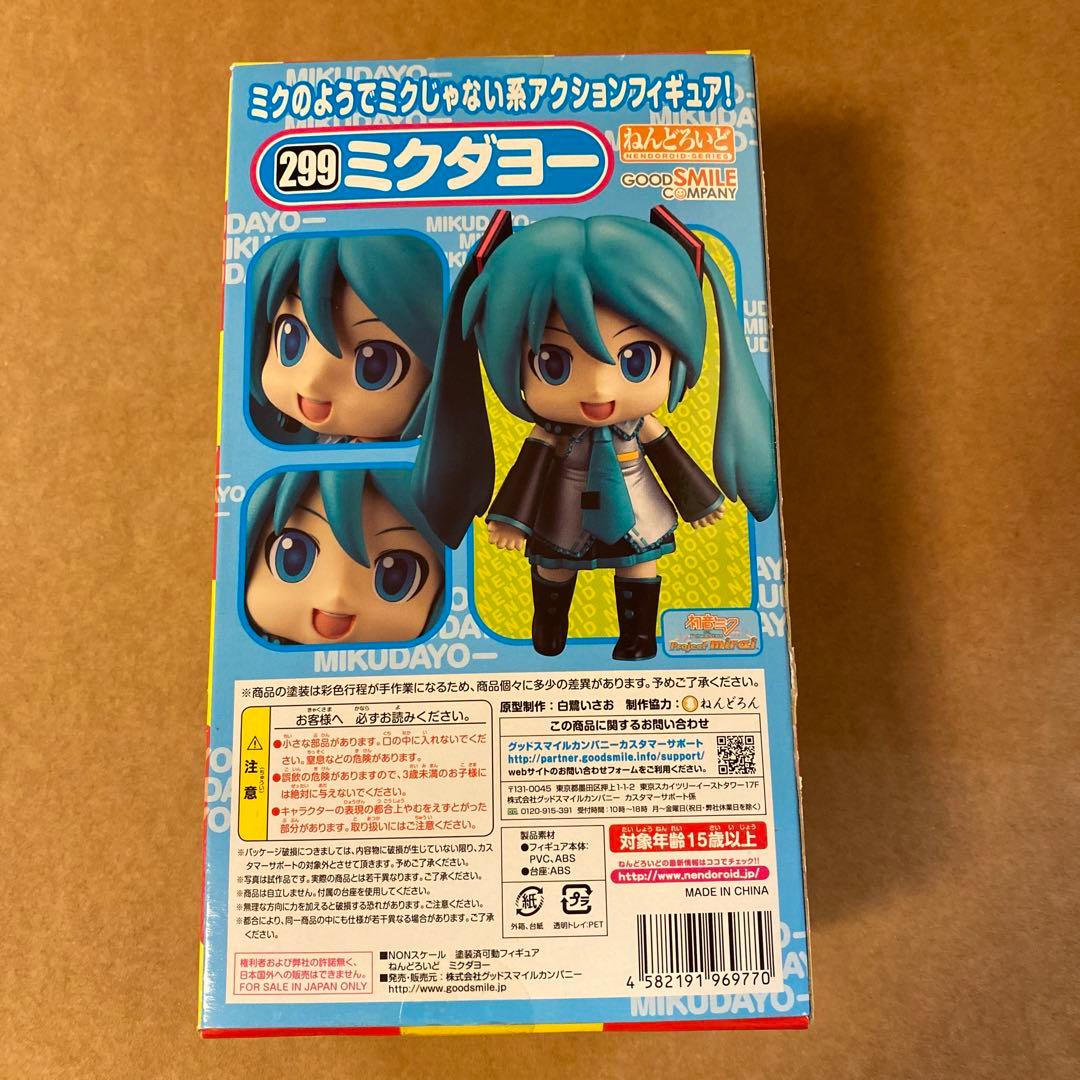 MIKUDAYO
ミクのようでミクじゃない系アクションフィギュア!
299 ミクダヨー
ねんどろいど
NENDOROID-SERIES
GOOD SMILE
COMPANY
MIKUDAYO-
初音ミク
Project mirai
MIKUDAYO-
※商品の塗装は彩色行程が手作業になるため、商品個々に多少の差異があります。予めご了承ください。
注意
お客様へ 必ずお読みください。
●小さな部品があります。口の中に入れないでくだ
さい。窒息などの危険があります。
●誤飲の危険がありますので、3歳未満のお子様に
は絶対に与えないでください。
●キャラクターの表現の都合上やむをえずとがった
部分があります。取り扱いにはご注意ください。
※パッケージ破損につきましては、内容物に破損が生じていない限り、カス
タマーサポートの対象外とさせて頂きます。予めご了承ください。
※写真は試作品です。実際の商品とは若干異なります。ご了承ください。
※商品は自立しません。付属の台座を使用してください。
※無理な方向に力を加えると破損する恐れがあります。ご注意ください。
※都合により、同一商品の中にも仕様が若干異なる場合があります。ご了承
ください。
権利者および弊社の許諾無く、
日本国外への販売はできません。
FOR SALE IN JAPAN ONLY
原型制作:白鷺いさお 制作協力:ねんどろん
この商品に関するお問い合わせ
グッドスマイルカンパニーカスタマーサポート
http://partner.goodsmile.info/support/
webサイトのお問い合わせフォームをご利用ください。
〒131-0045 東京都墨田区押上1-1-2 東京スカイツリーイーストタワー17F
株式会社グッドスマイルカンパニー カスタマーサポート係
0120-915-391 受付時間:10時~18時 月~金曜日(祝日・弊社休業日を除く)
製品素材
●フィギュア本体:
PVC、ABS
●台座:ABS
紙
プラ
外箱、台紙 透明トレイ:PET
対象年齢15歳以上
ねんどろいどの最新情報はココでチェック!!
http://www.nendoroid.jp/
MADE IN CHINA
■NONスケール 塗装済可動フィギュア
ねんどろいど ミクダヨー
■発売・販売元:株式会社グッドスマイルカンパニー
http://www.goodsmile.jp
4 582191 969770